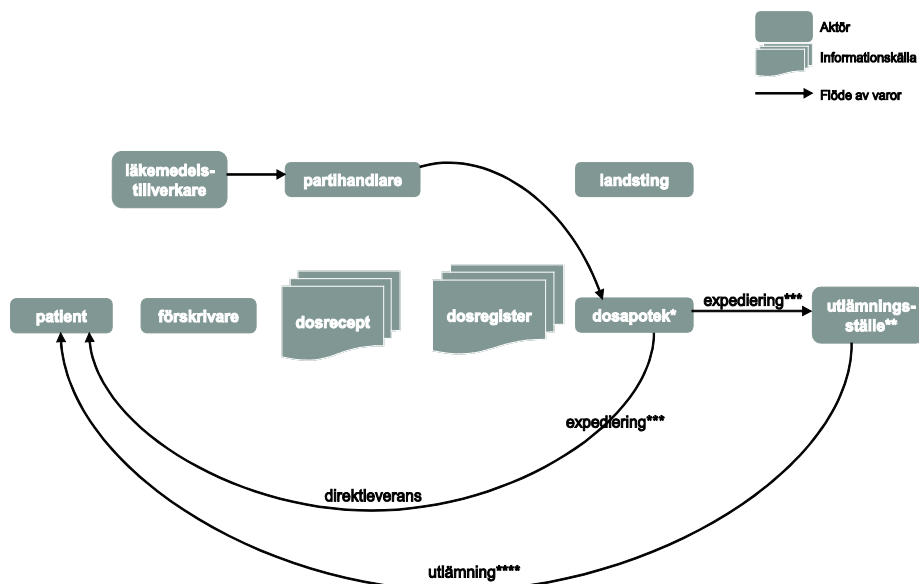 Aktör
Informationskälla
Flöde av varor
läkemedels-
tillverkare
partihandlare
landsting
patient
förskrivare
dosrecept
dosregister
dosapotek*
expediering***
utlämnings-
ställe**
expediering***
direktleverans
utlämning****